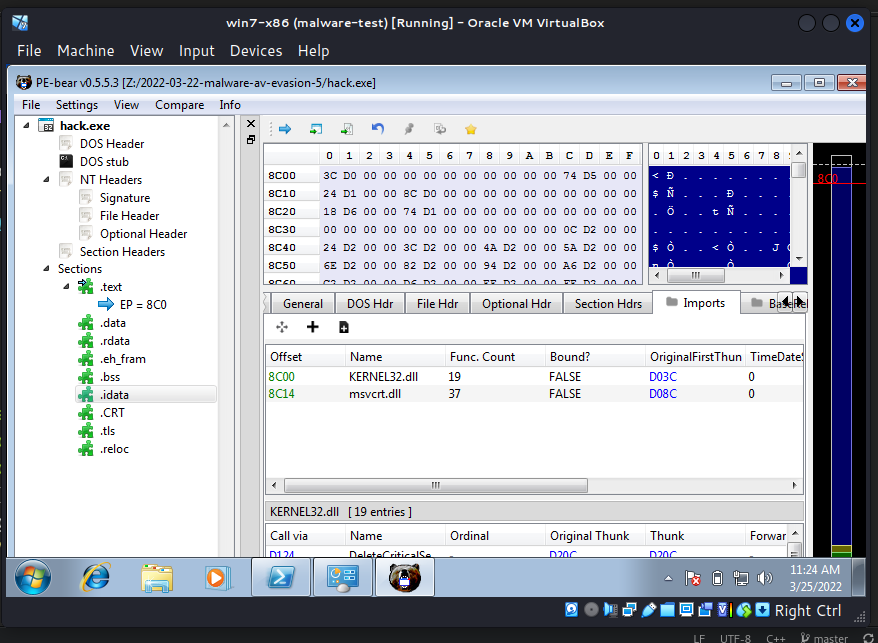 win7-x86 (malware-test) [Running] - Oracle VM VirtualBox
File Machine View Input Devices Help
PE-bear v0.5.5.3 [Z:/2022-03-22-malware-av-evasion-5/hack.exe]
File Settings View Compare Info
hack.exe
DOS Header
DOS stub
NT Headers
Signature
File Header
Optional Header
Section Headers
Sections
.text
EP = 8C0
.data
.rdata
.eh_fram
.bss
.idata
.CRT
.tls
.reloc
0 1 2 3 4 5 6 7 8 9 A B C D E F
8C00 3C D0 00 00 00 00 00 00 00 00 00 00 74 D5 00 00
8C10 24 D1 00 00 8C D0 00 00 00 00 00 00 00 00 00 00
8C20 18 D6 00 00 74 D1 00 00 00 00 00 00 00 00 00 00
8C30 00 00 00 00 00 00 00 00 00 00 00 00 0C D2 00 00
8C40 24 D2 00 00 3C D2 00 00 4A D2 00 00 5A D2 00 00
8C50 6E D2 00 00 82 D2 00 00 94 D2 00 00 A6 D2 00 00
0 1 2 3 4 5 6 7 8
< Ð . . . . . . .
$ Ñ . . . Ð . . .
. Ö . . t Ñ . . .
. . . . . . . . .
$ Ò . . < Ò . . J
8C0
General DOS Hdr File Hdr Optional Hdr Section Hdrs Imports
Offset Name Func. Count Bound? OriginalFirstThun TimeDateS
8C00 KERNEL32.dll 19 FALSE D03C 0
8C14 msvcrt.dll 37 FALSE D08C 0
KERNEL32.dll [ 19 entries ]
Call via Name Ordinal Original Thunk Thunk Forwar
D124 DeleteCriticalSe - D20C D20C
11:24 AM
3/25/2022
Right Ctrl
LF UTF-8 C++ master